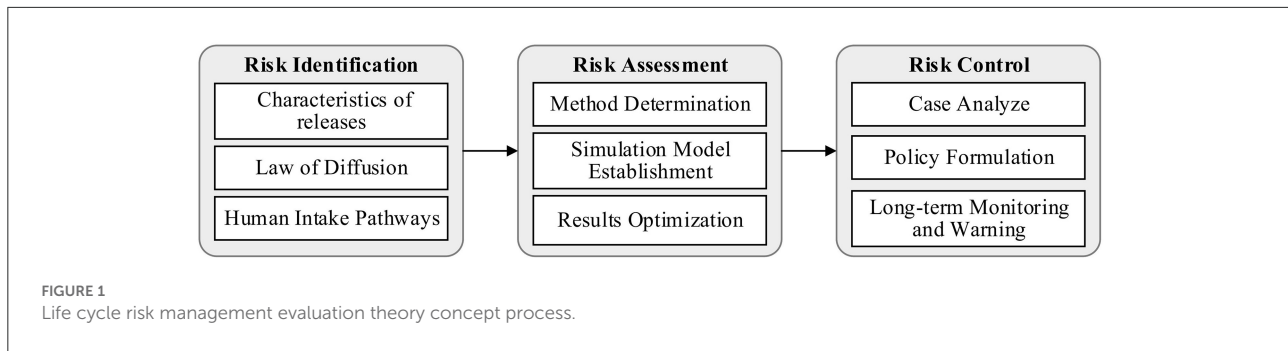 Risk Identification
Characteristics of
releases
Law of Diffusion
Human Intake Pathways
Risk Assessment
Method Determination
Simulation Model
Establishment
Results Optimization
Risk Control
Case Analyze
Policy Formulation
Long-term Monitoring
and Warning
FIGURE 1
Life cycle risk management evaluation theory concept process.